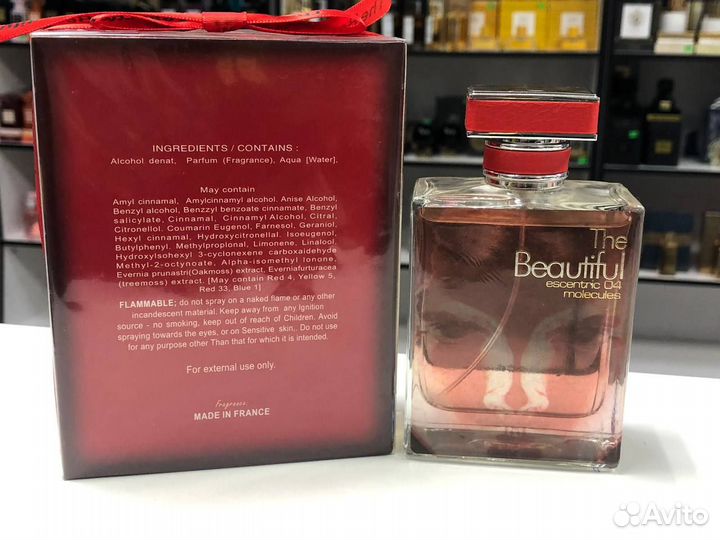 INGREDIENTS / CONTAINS :
Alcohol denat, Parfum (Fragrance), Aqua [Water],
May contain
Amyl cinnamal, Amylcinnamyl alcohol. Anise Alcohol,
Benzyl alcohol, Benzzyl benzoate cinnamate, Benzyl
salicylate, Cinnamal, Cinnamyl Alcohol, Citral,
Citronellol. Coumarin Eugenol, Farnesol, Geraniol,
Hexyl cinnamal, Hydroxycitronellal. Isoeugenol,
Butylphenyl. Methylproplonal, Limonene, Linalool,
Hydroxylsohexyl 3-cyclonexene carboxaidehyde
Methyl-2-octynoate, Alpha-isomethyl Ionone,
Evernia prunastri(Oakmoss) extract. Everniafurturacea
(treemoss) extract. [May contain Red 4, Yellow 5,
Red 33, Blue 1]
FLAMMABLE; do not spray on a naked flame or any other
incandescent material. Keep away from any Ignition
source - no smoking, keep out of reach of Children. Avoid
spraying towards the eyes, or on Sensitive skin. Do not use
for any purpose other Than that for which it is intended.
For external use only.
Fragrance.
MADE IN FRANCE
The
Beautiful
escentric 04
molecules
Avito